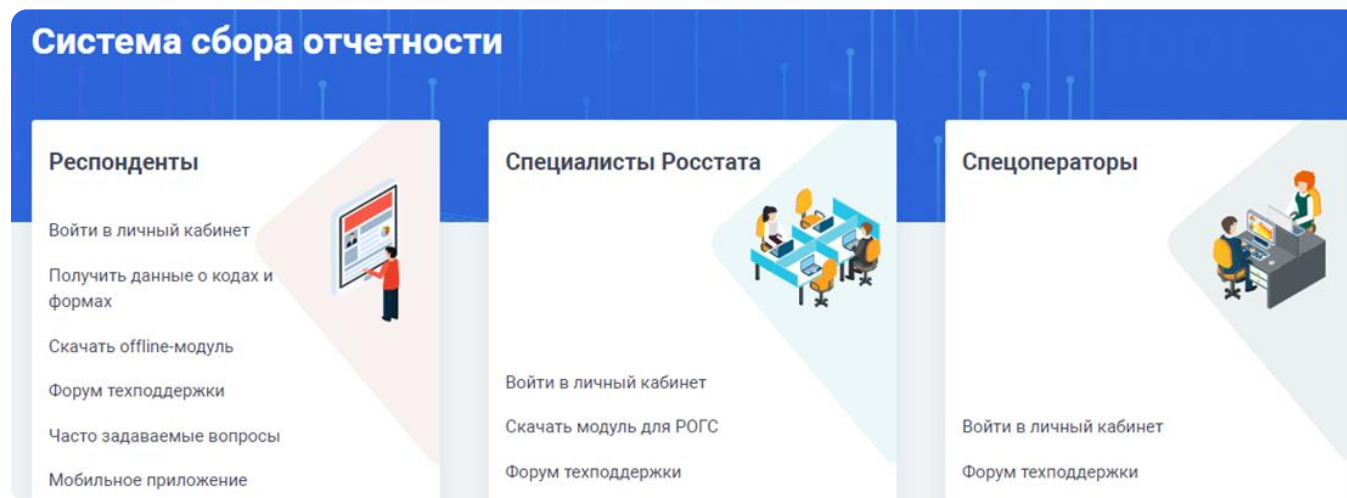 Система сбора отчетности
Респонденты
Войти в личный кабинет
Получить данные о кодах и
формах
Скачать offline-модуль
Форум техподдержки
Часто задаваемые вопросы
Мобильное приложение
Специалисты Росстата
Войти в личный кабинет
Скачать модуль для РОГС
Форум техподдержки
Спецоператоры
Войти в личный кабинет
Форум техподдержки